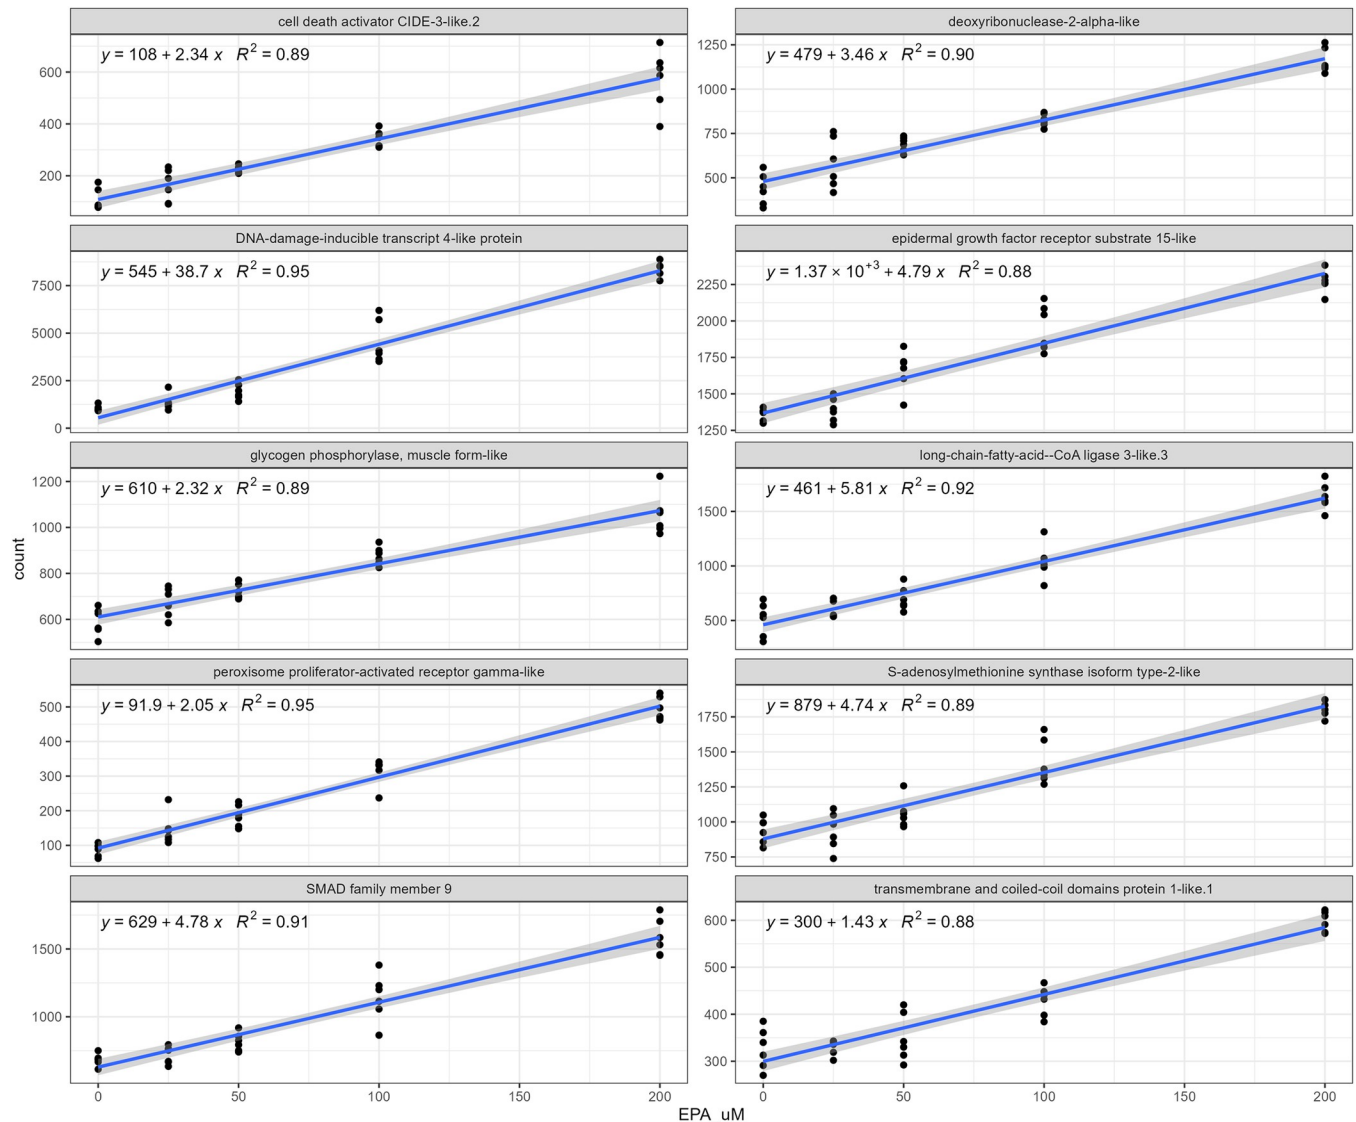 cell death activator CIDE-3-like.2
y = 108 + 2.34 x R² = 0.89
600
400
200
deoxyribonuclease-2-alpha-like
y = 479 + 3.46 x R² = 0.90
1250
1000
750
500
DNA-damage-inducible transcript 4-like protein
y = 545 + 38.7 x R² = 0.95
7500
5000
2500
0
epidermal growth factor receptor substrate 15-like
y = 1.37 × 10⁺³ + 4.79 x R² = 0.88
2250
2000
1750
1500
1250
glycogen phosphorylase, muscle form-like
y = 610 + 2.32 x R² = 0.89
1200
1000
800
600
long-chain-fatty-acid--CoA ligase 3-like.3
y = 461 + 5.81 x R² = 0.92
1500
1000
500
peroxisome proliferator-activated receptor gamma-like
y = 91.9 + 2.05 x R² = 0.95
500
400
300
200
100
S-adenosylmethionine synthase isoform type-2-like
y = 879 + 4.74 x R² = 0.89
1750
1500
1250
1000
750
SMAD family member 9
y = 629 + 4.78 x R² = 0.91
1500
1000
transmembrane and coiled-coil domains protein 1-like.1
y = 300 + 1.43 x R² = 0.88
600
500
400
300
0 50 100 150 200
0 50 100 150 200
count
EPA uM